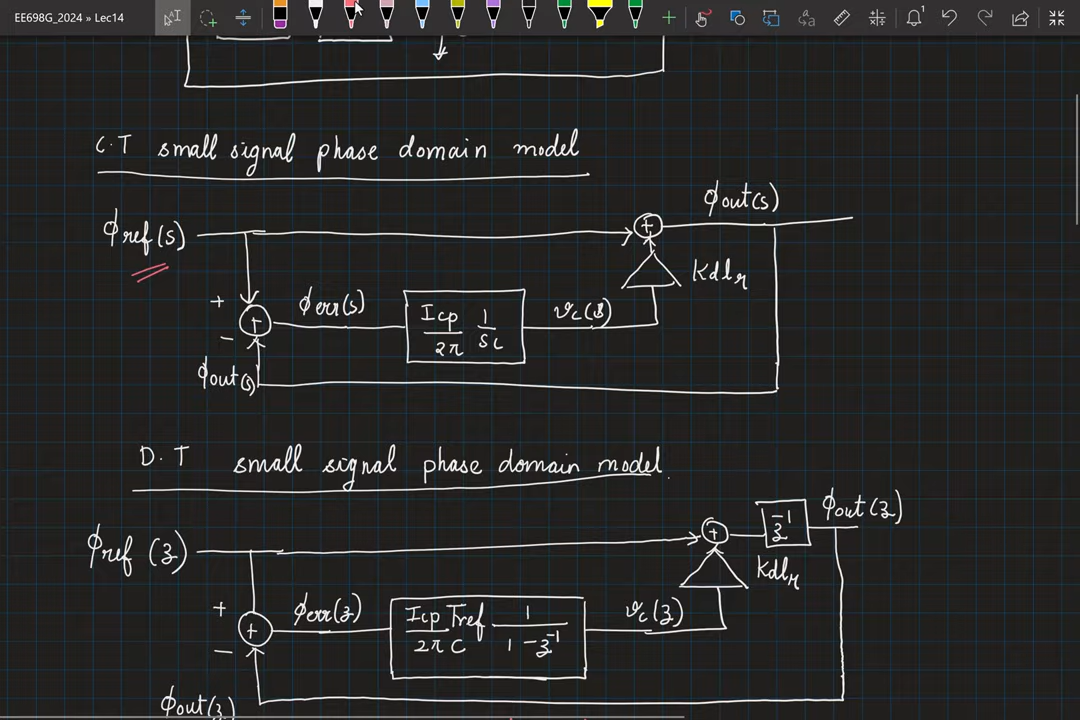 EE698G_2024 » Lec14
C.T small signal phase domain model
ϕout(s)
ϕref(s)
+
Kdlr
+
ϕerr(s)
Icp/2π 1/sc
vc(s)
+
−
ϕout(s)
D.T small signal phase domain model
z⁻¹
ϕout(z)
ϕref (z)
+
Kdlr
+
ϕerr(z)
Icp/2π Tref/C 1/(1 − z⁻¹)
vc(z)
+
−
ϕout(z)